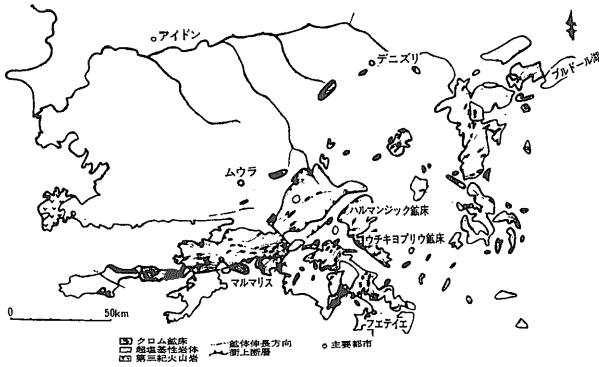 アイドン
デニズリ
ブルドール湖
ムウラ
ハルマンジック鉱床
ユウチキョプリウ鉱床
マルマリス
フエテイエ
0 50km
クロム鉱床
超塩基性岩体
第三紀火山岩
鉱体伸長方向
衝上断層
主要都市